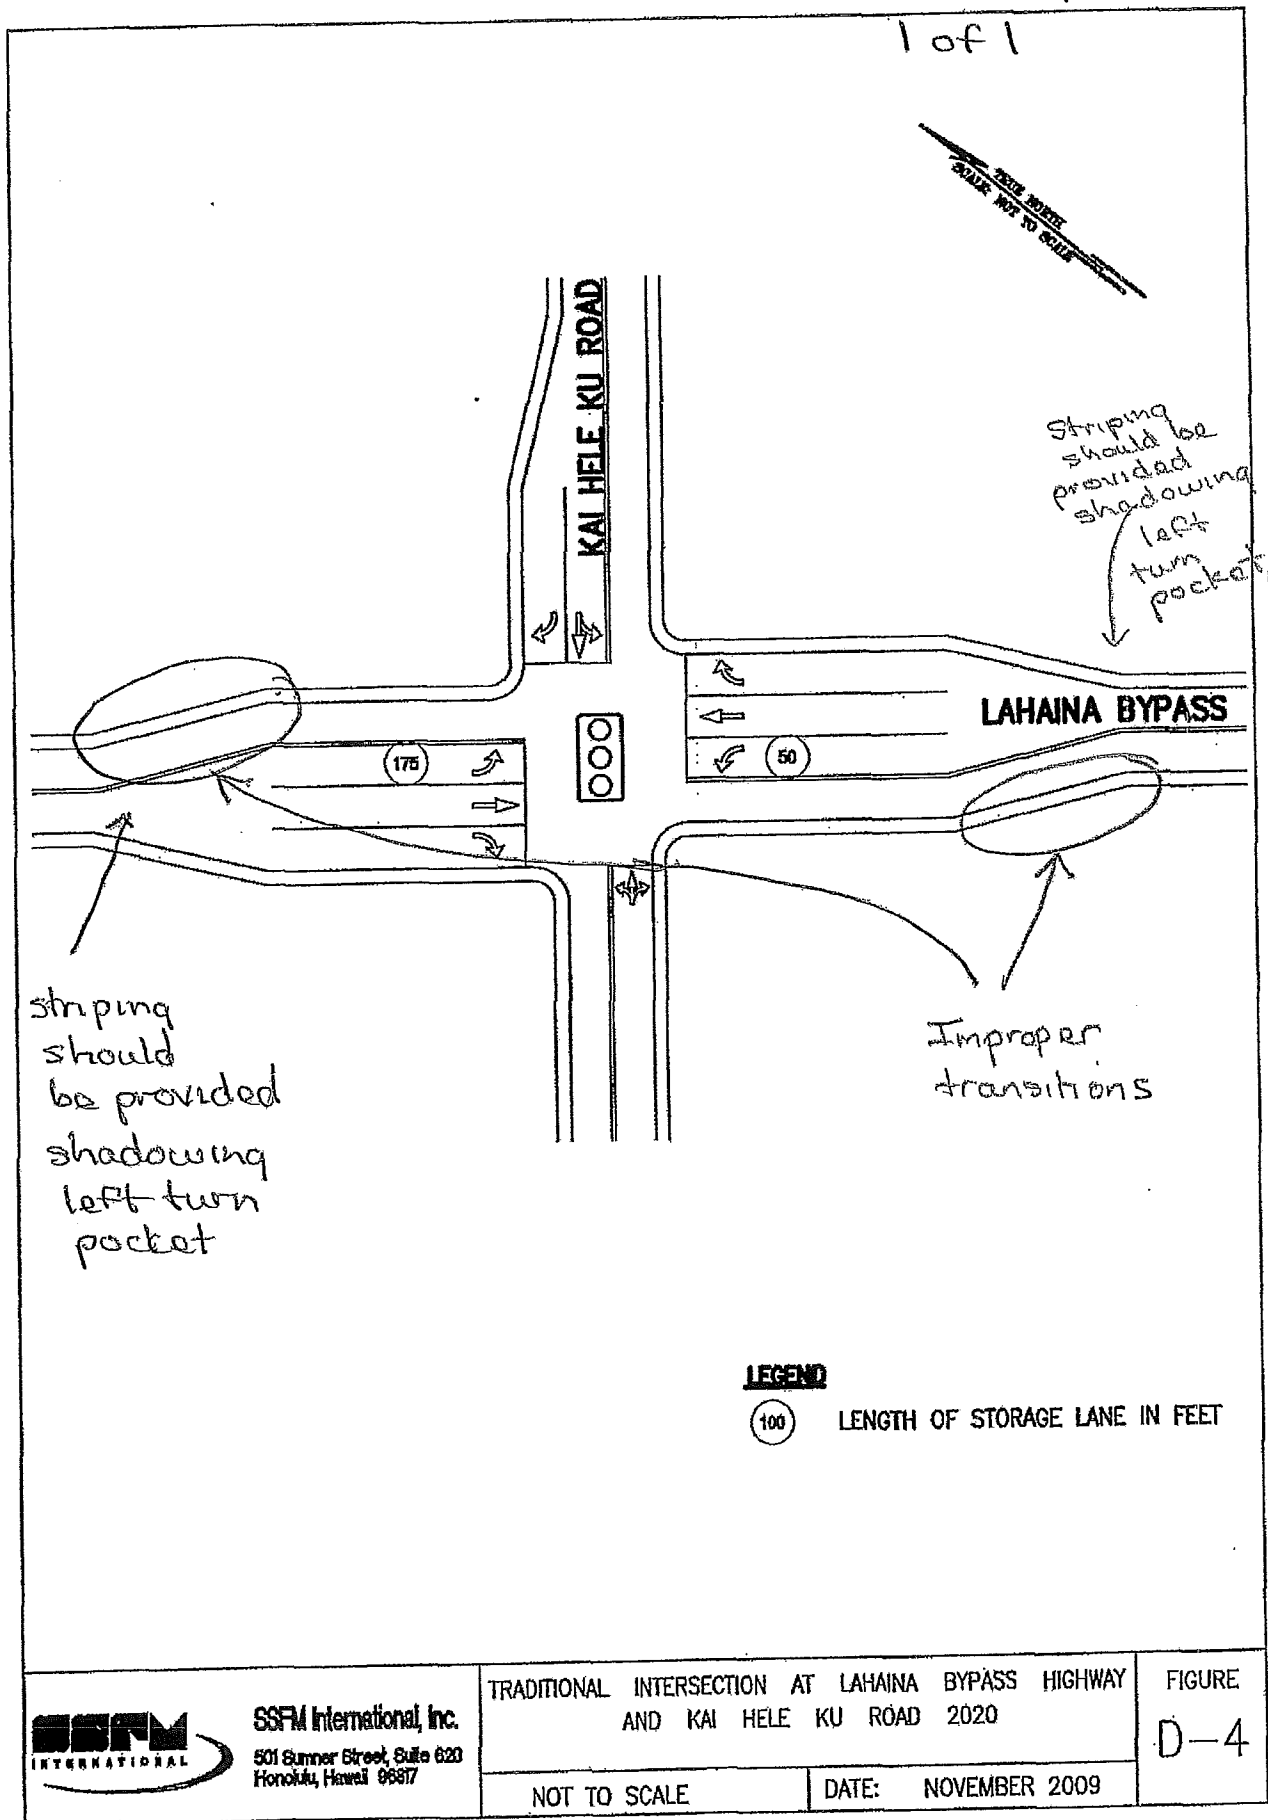 1 of 1
TRUE NORTH
SCALE: NOT TO SCALE
KAI HELE KU ROAD
Striping
should be
provided
shadowing
left
turn
pocket
LAHAINA BYPASS
175
50
striping
should
be provided
shadowing
left turn
pocket
Improper
transitions
LEGEND
100 LENGTH OF STORAGE LANE IN FEET
SSFM
INTERNATIONAL
SSFM International, Inc.
501 Sumner Street, Suite 620
Honolulu, Hawaii 96817
TRADITIONAL INTERSECTION AT LAHAINA BYPASS HIGHWAY
AND KAI HELE KU ROAD 2020
NOT TO SCALE
DATE: NOVEMBER 2009
FIGURE
D-4